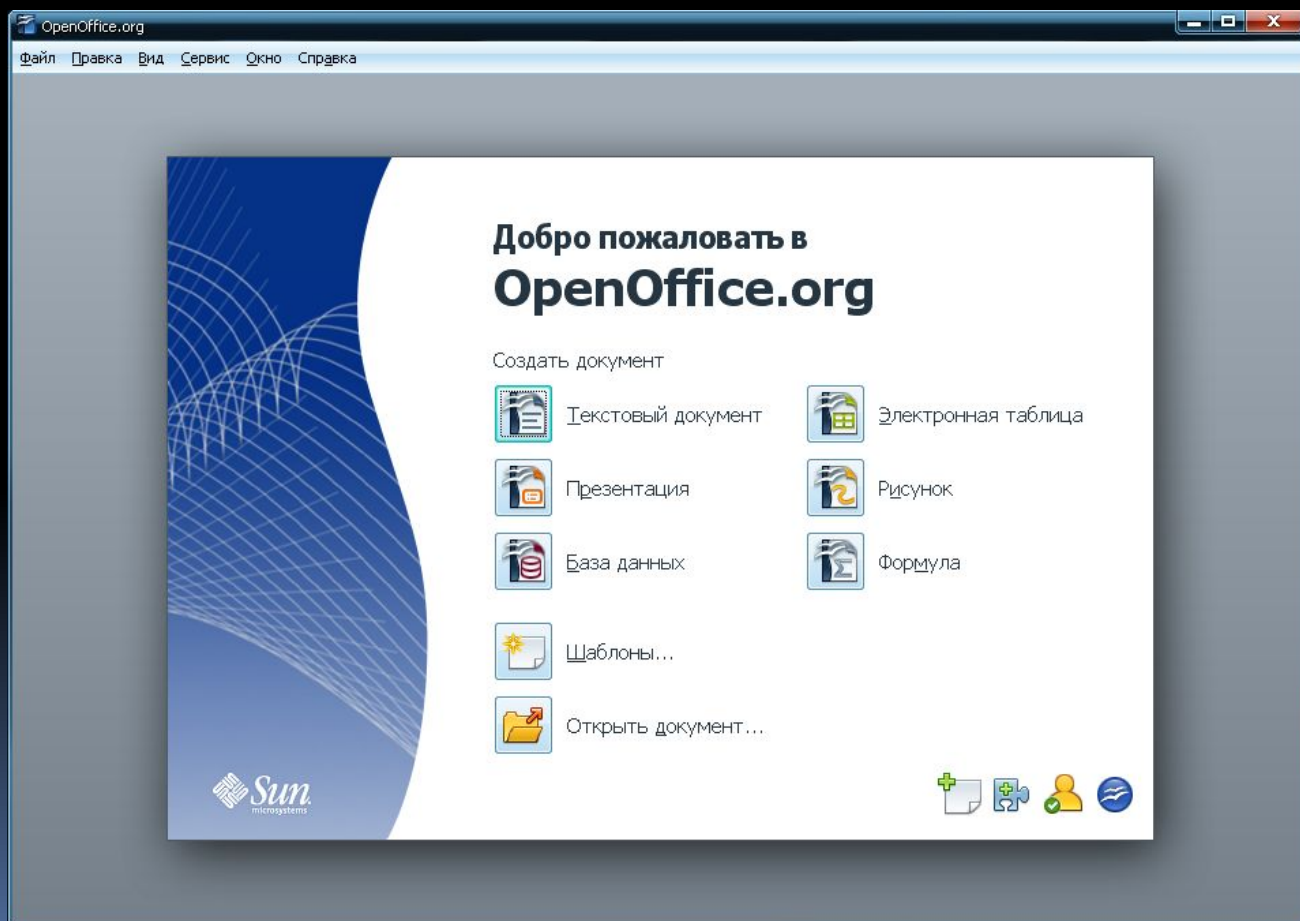 OpenOffice.org
Файл Правка Вид Сервис Окно Справка
Добро пожаловать в
OpenOffice.org
Создать документ
Текстовый документ
Электронная таблица
Презентация
Рисунок
База данных
Формула
Шаблоны...
Открыть документ...
Sun
microsystems